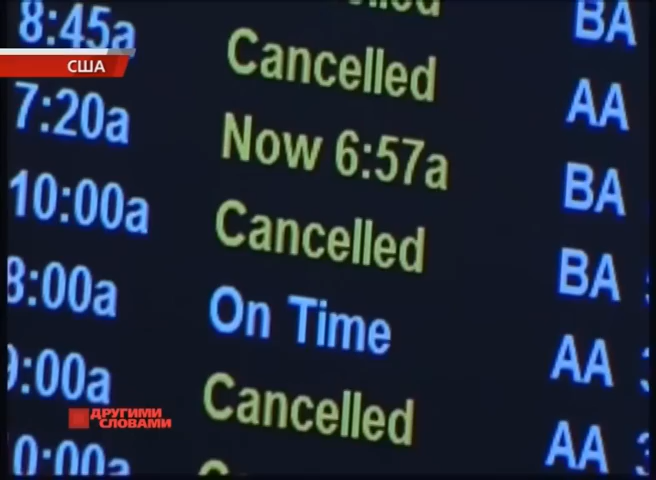 Cancelled BA
8:45a Cancelled AA
США
7:20a Now 6:57a BA
10:00a Cancelled BA
8:00a On Time AA
9:00a Cancelled AA
ДРУГИМИ
СЛОВАМИ
0:00a